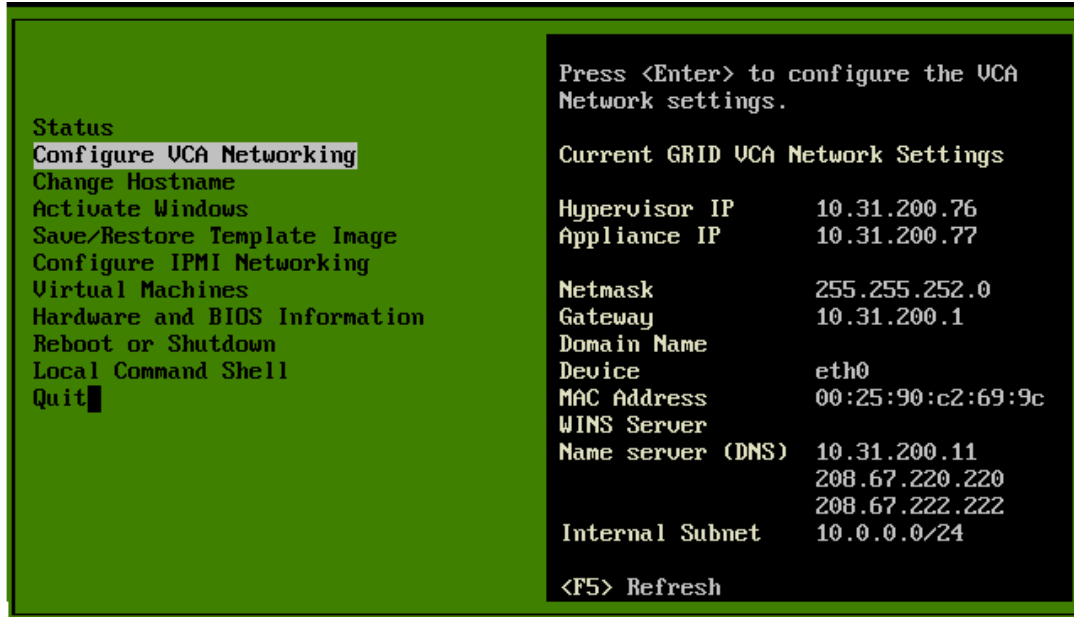 Status
Configure VCA Networking
Change Hostname
Activate Windows
Save/Restore Template Image
Configure IPMI Networking
Virtual Machines
Hardware and BIOS Information
Reboot or Shutdown
Local Command Shell
Quit
Press <Enter> to configure the VCA
Network settings.
Current GRID VCA Network Settings
Hypervisor IP 10.31.200.76
Appliance IP 10.31.200.77
Netmask 255.255.252.0
Gateway 10.31.200.1
Domain Name
Device eth0
MAC Address 00:25:90:c2:69:9c
WINS Server
Name server (DNS) 10.31.200.11
208.67.220.220
208.67.222.222
Internal Subnet 10.0.0.0/24
<F5> Refresh